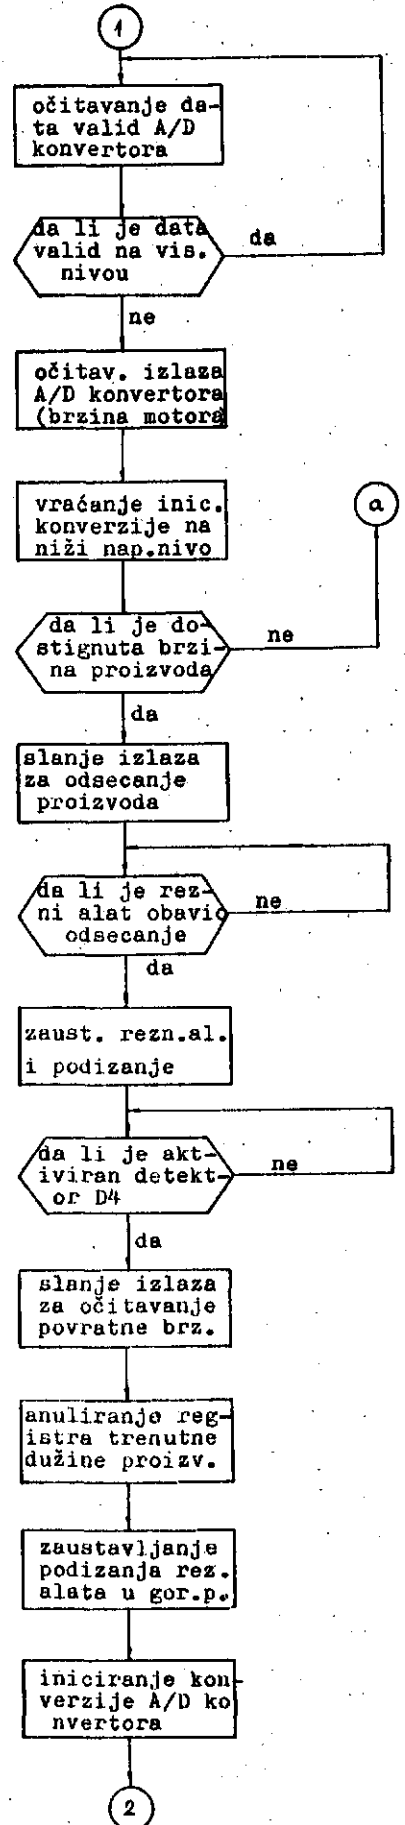 1
očitavanje da-
ta valid A/D
konvertora
da li je data
valid na vis.
nivou
da
ne
očitav. izlaza
A/D konvertora
(brzina motora
vraćanje inic.
konverzije na
niži nap.nivo
a
da li je do-
stignuta brzi-
na proizvoda
ne
da
slanje izlaza
za odsecanje
proizvoda
da li je rez-
ni alat obavio
odsecanje
ne
da
zaust. rezn.al.
i podizanje
da li je akt-
iviran detekt-
or D4
ne
da
slanje izlaza
za očitavanje
povratne brz.
anuliranje reg-
istra trenutne
dužine proizv.
zaustavljanje
podizanja rez.
alata u gor.p.
iniciranje kon-
verzije A/D ko
nvertora
2